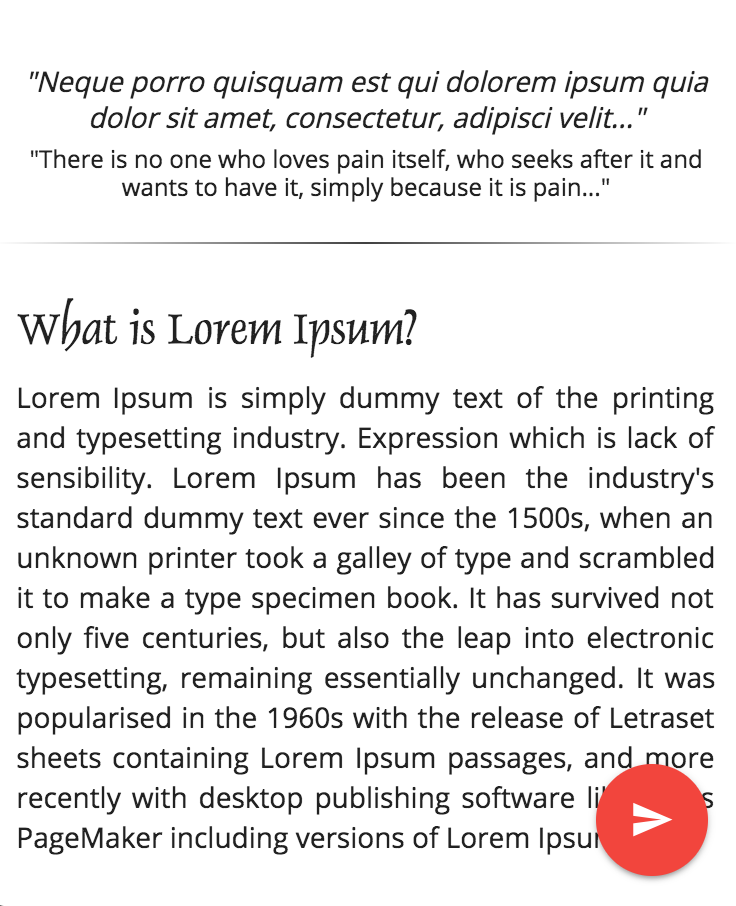 "Neque porro quisquam est qui dolorem ipsum quia
dolor sit amet, consectetur, adipisci velit..."
"There is no one who loves pain itself, who seeks after it and
wants to have it, simply because it is pain..."
What is Lorem Ipsum?
Lorem Ipsum is simply dummy text of the printing
and typesetting industry. Expression which is lack of
sensibility. Lorem Ipsum has been the industry's
standard dummy text ever since the 1500s, when an
unknown printer took a galley of type and scrambled
it to make a type specimen book. It has survived not
only five centuries, but also the leap into electronic
typesetting, remaining essentially unchanged. It was
popularised in the 1960s with the release of Letraset
sheets containing Lorem Ipsum passages, and more
recently with desktop publishing software
PageMaker including versions of Lorem